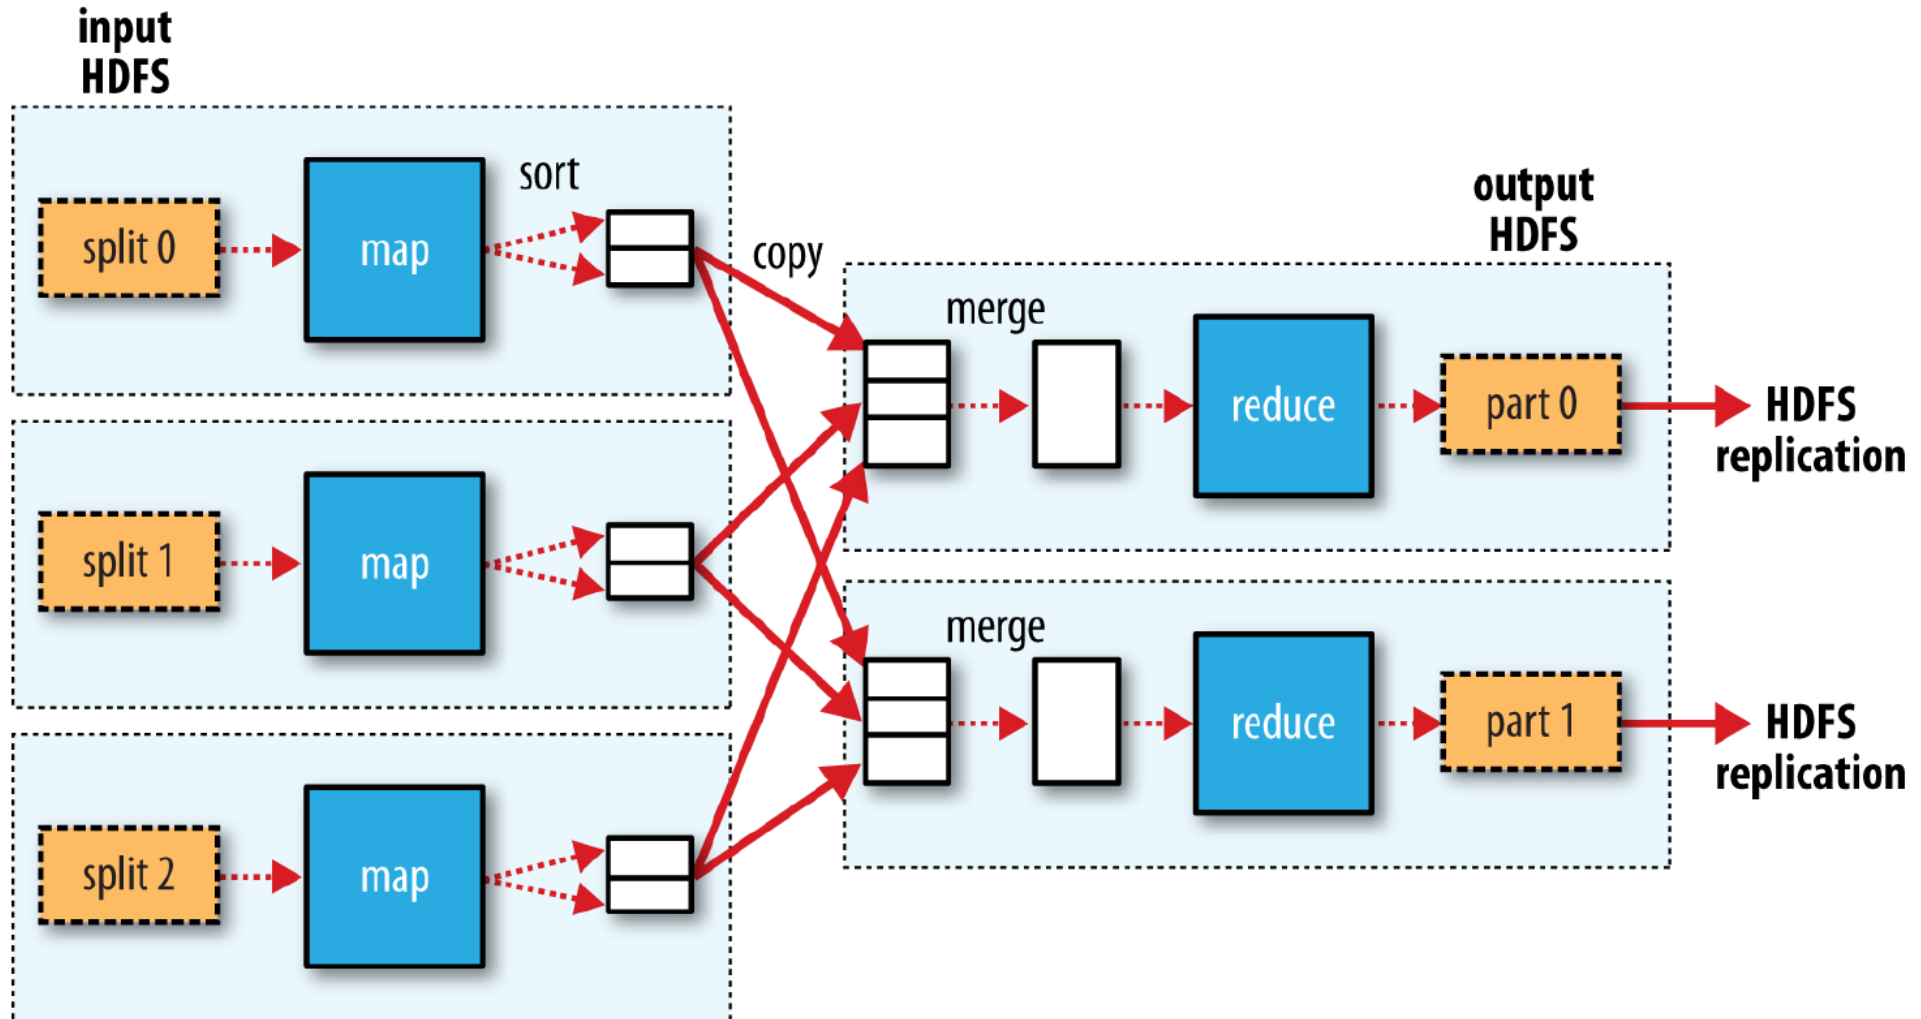 input
HDFS
split 0
map
sort
copy
split 1
map
split 2
map
output
HDFS
merge
reduce
part 0
HDFS
replication
merge
reduce
part 1
HDFS
replication